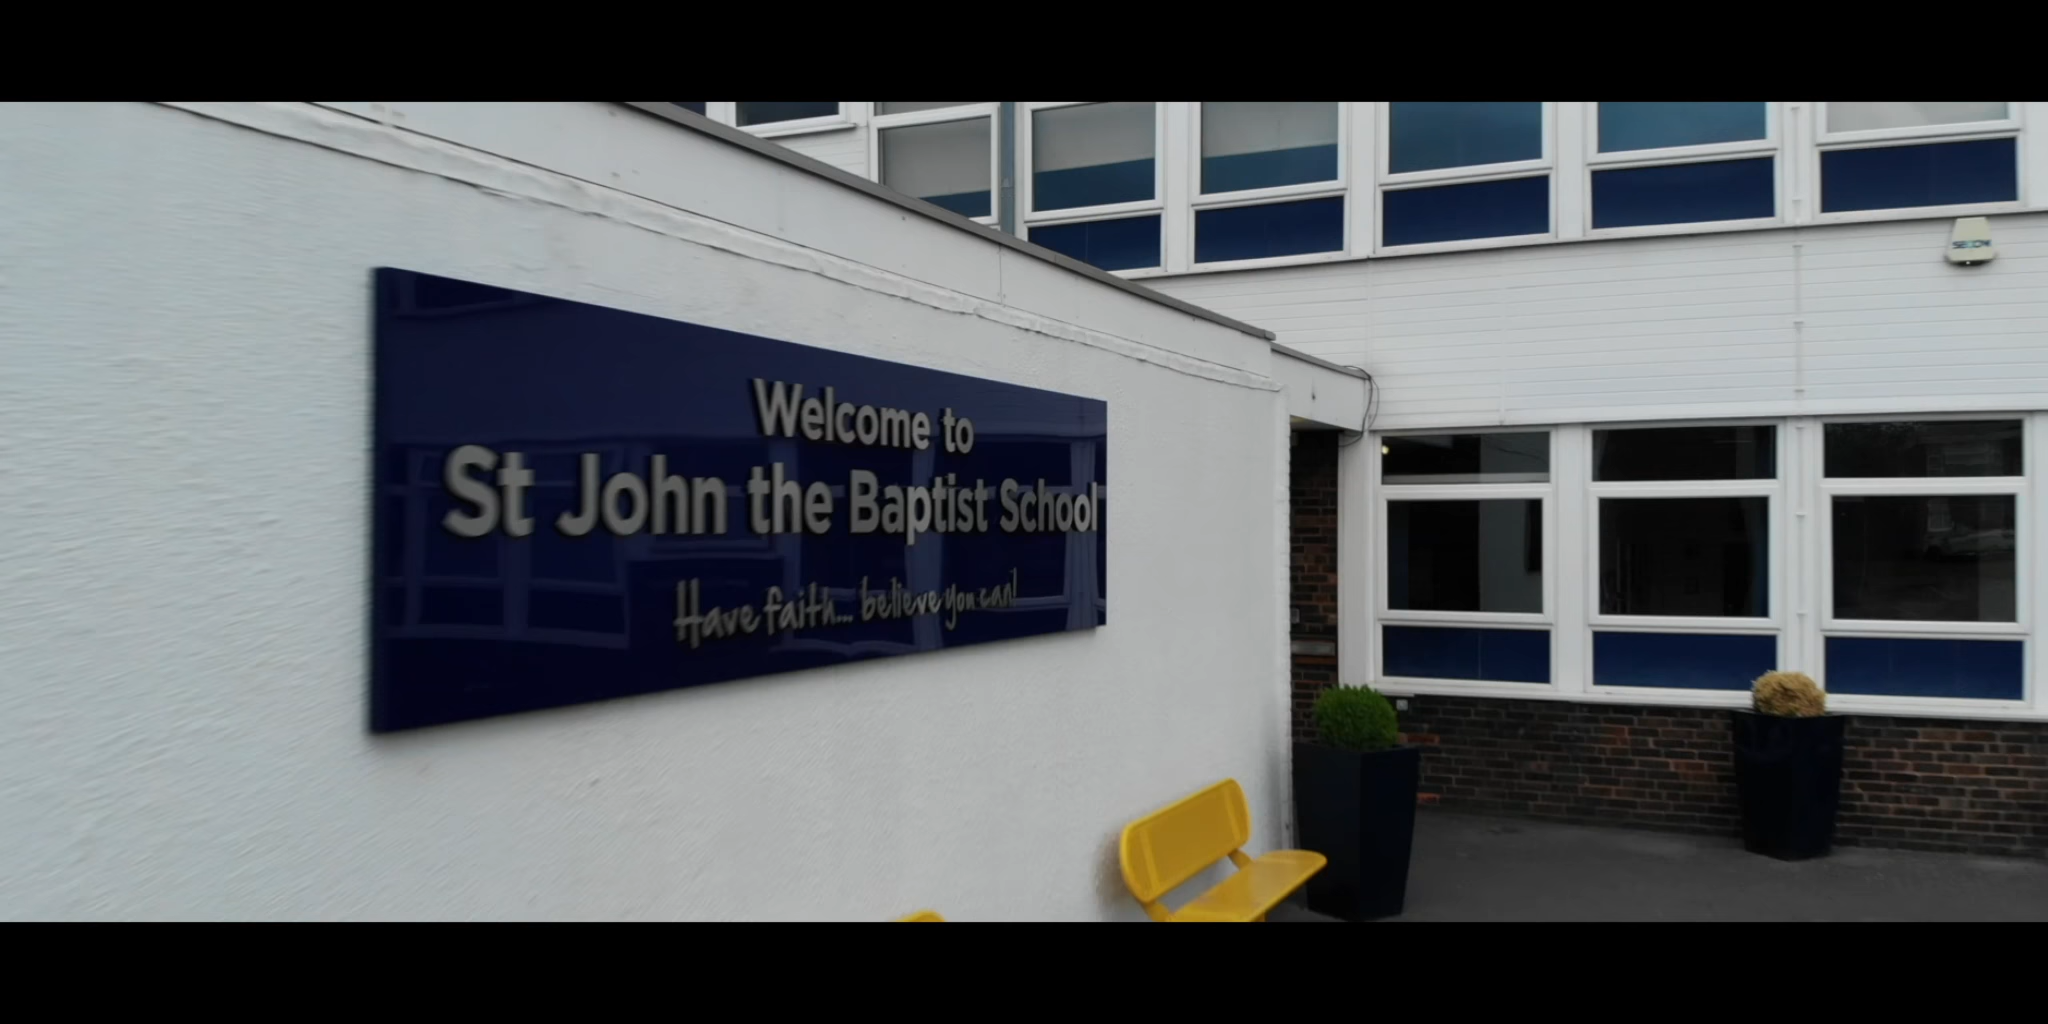 Welcome to
St John the Baptist School
Have faith... believe you can!